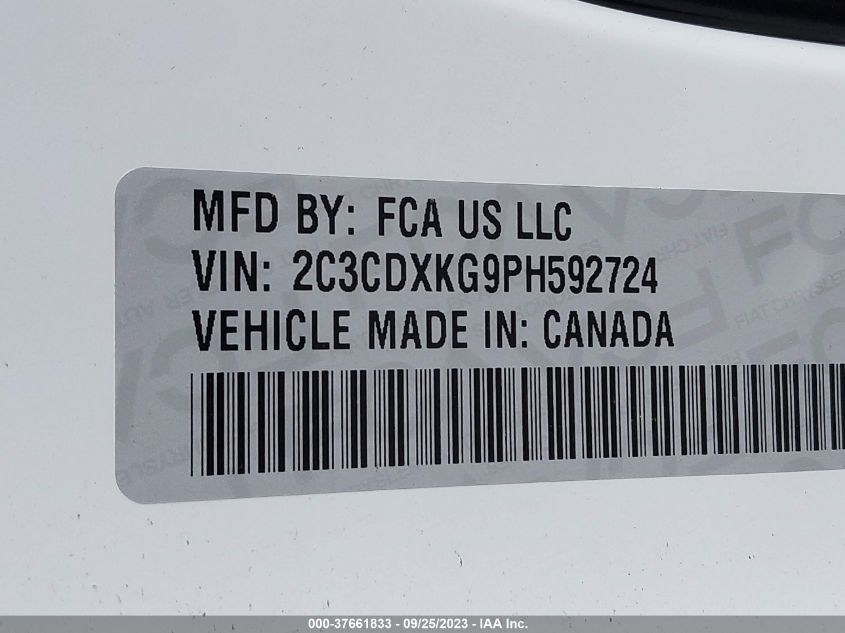 MFD BY: FCA US LLC
VIN: 2C3CDXKG9PH592724
VEHICLE MADE IN: CANADA
000-37661833 - 09/25/2023 - IAA Inc.